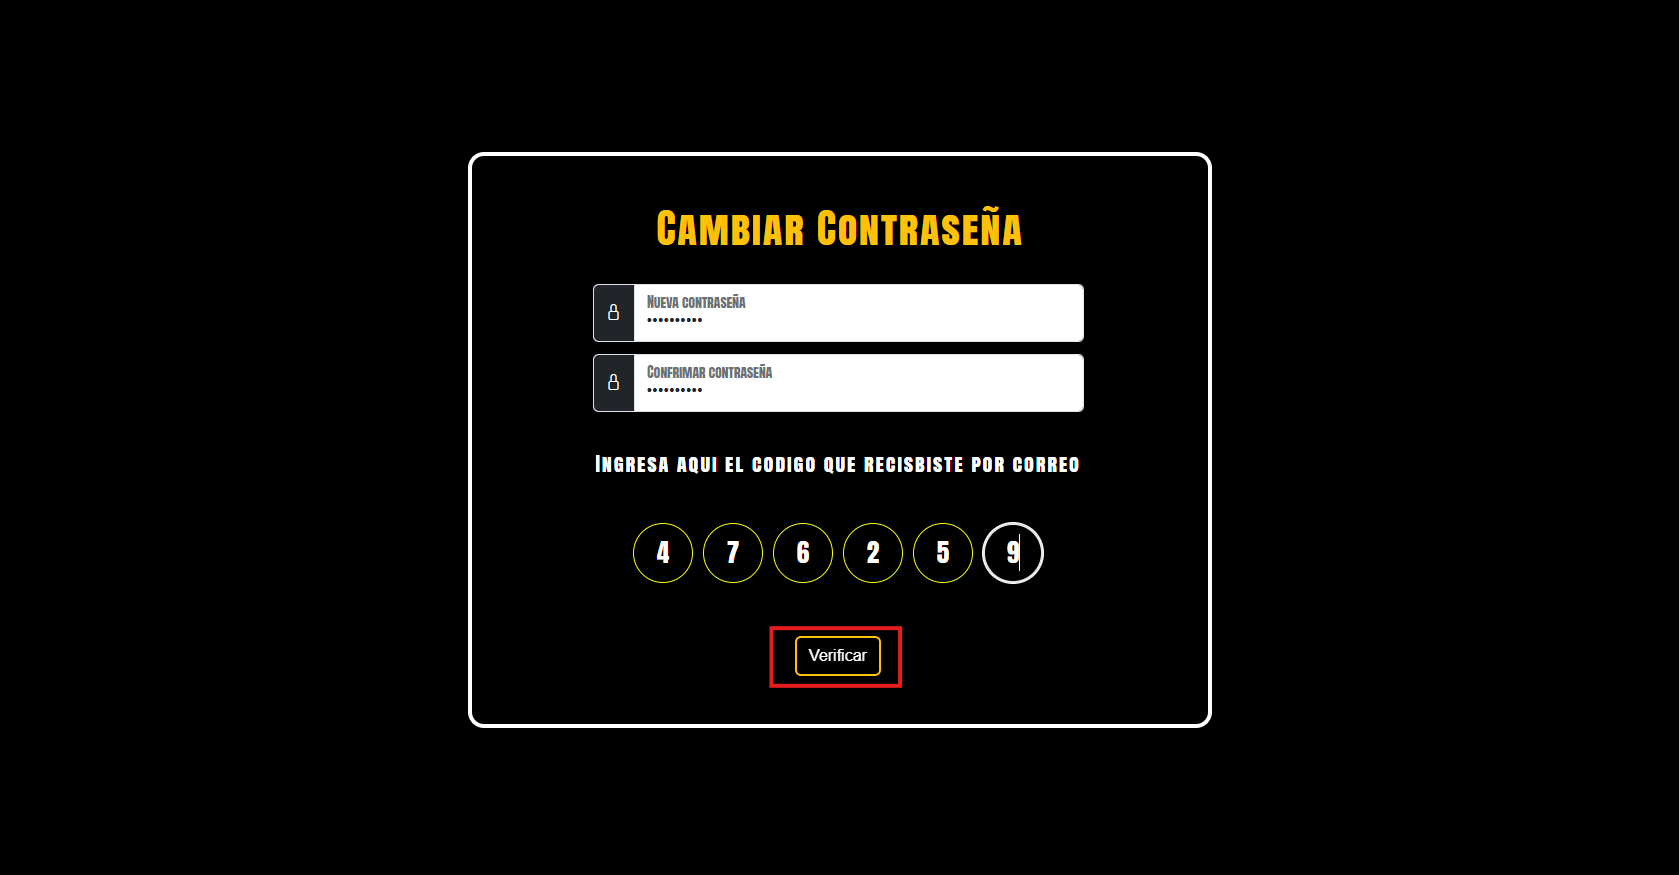 Cambiar Contraseña
Nueva contraseña
••••••••••
Confrimar contraseña
••••••••••
Ingresa aqui el codigo que recisbiste por correo
4 7 6 2 5 9
Verificar